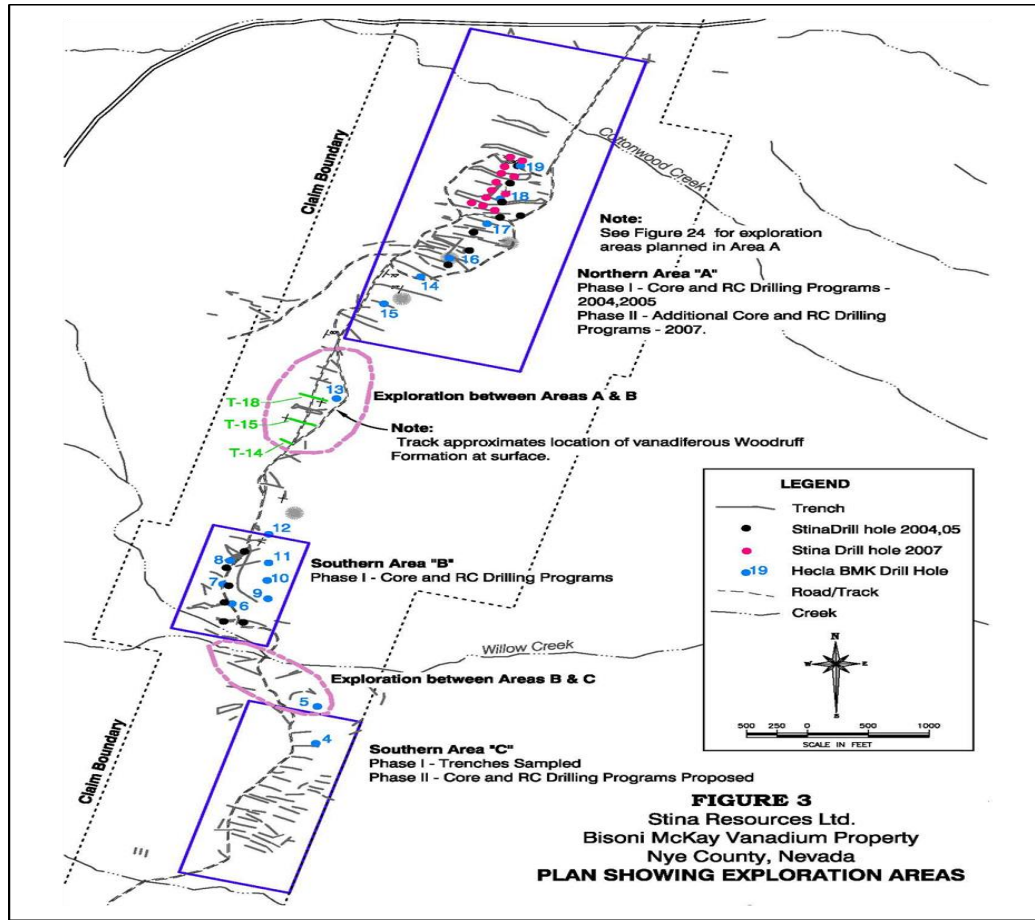 Claim Boundary
Cottonwood Creek
19
18
17
16
14
15
Note:
See Figure 24 for exploration
areas planned in Area A
Northern Area "A"
Phase I - Core and RC Drilling Programs -
2004,2005
Phase II - Additional Core and RC Drilling
Programs - 2007.
13
T-18
T-15
T-14
Exploration between Areas A & B
Note:
Track approximates location of vanadiferous Woodruff
Formation at surface.
12
8
11
7
10
9
6
Southern Area "B"
Phase I - Core and RC Drilling Programs
Willow Creek
Exploration between Areas B & C
5
4
Southern Area "C"
Phase I - Trenches Sampled
Phase II - Core and RC Drilling Programs Proposed
Claim Boundary
LEGEND
Trench
StinaDrill hole 2004,05
Stina Drill hole 2007
19 Hecla BMK Drill Hole
Road/Track
Creek
N
W E
S
500 250 0 500 1000
SCALE IN FEET
FIGURE 3
Stina Resources Ltd.
Bisoni McKay Vanadium Property
Nye County, Nevada
PLAN SHOWING EXPLORATION AREAS